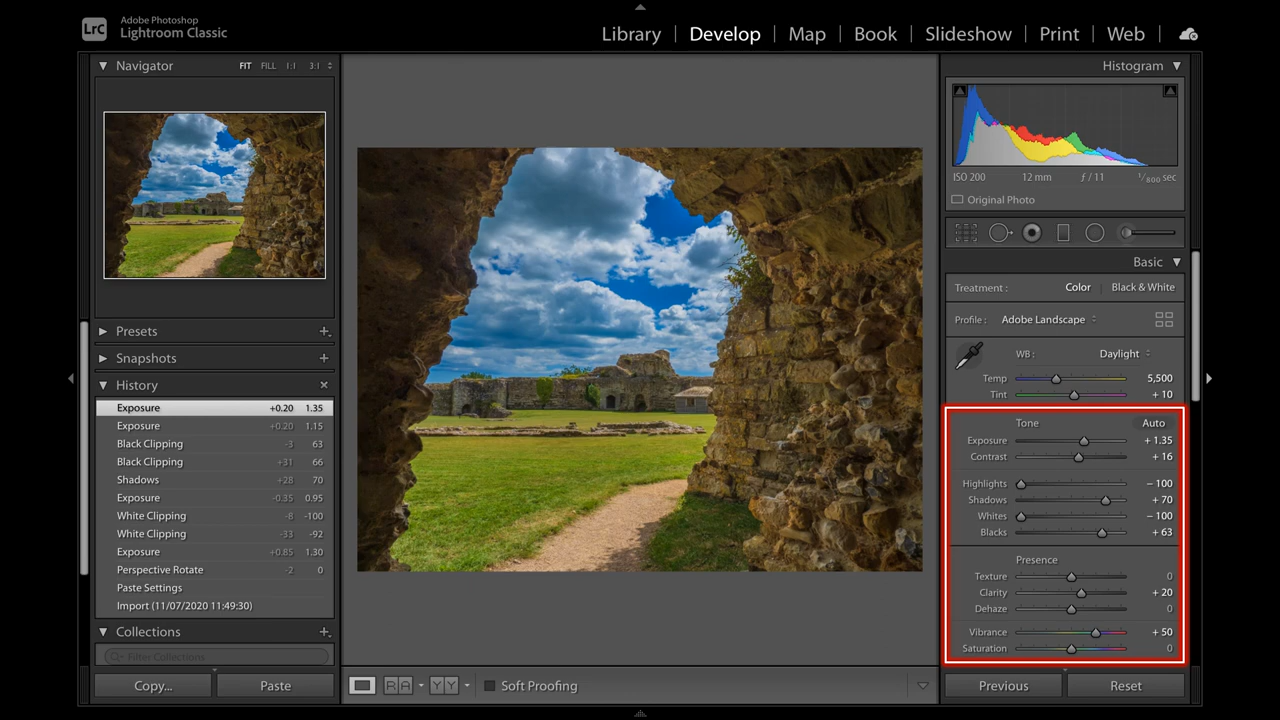 LrC
Adobe Photoshop
Lightroom Classic
Library | Develop | Map | Book | Slideshow | Print | Web |
Navigator FIT FILL 1:1 3:1
Presets
Snapshots
History
Exposure +0.20 1.35
Exposure +0.20 1.15
Black Clipping -3 63
Black Clipping +31 66
Shadows +28 70
Exposure -0.35 0.95
White Clipping -8 -100
White Clipping -33 -92
Exposure +0.85 1.30
Perspective Rotate -2 0
Paste Settings
Import (11/07/2020 11:49:30)
Collections
Filter Collections
Copy... Paste
R A Y Y Soft Proofing
Histogram
ISO 200 12 mm ƒ / 11 1/800 sec
Original Photo
Basic
Treatment : Color | Black & White
Profile : Adobe Landscape
WB : Daylight
Temp 5,500
Tint + 10
Tone Auto
Exposure + 1.35
Contrast + 16
Highlights − 100
Shadows + 70
Whites − 100
Blacks + 63
Presence
Texture 0
Clarity + 20
Dehaze 0
Vibrance + 50
Saturation 0
Previous Reset